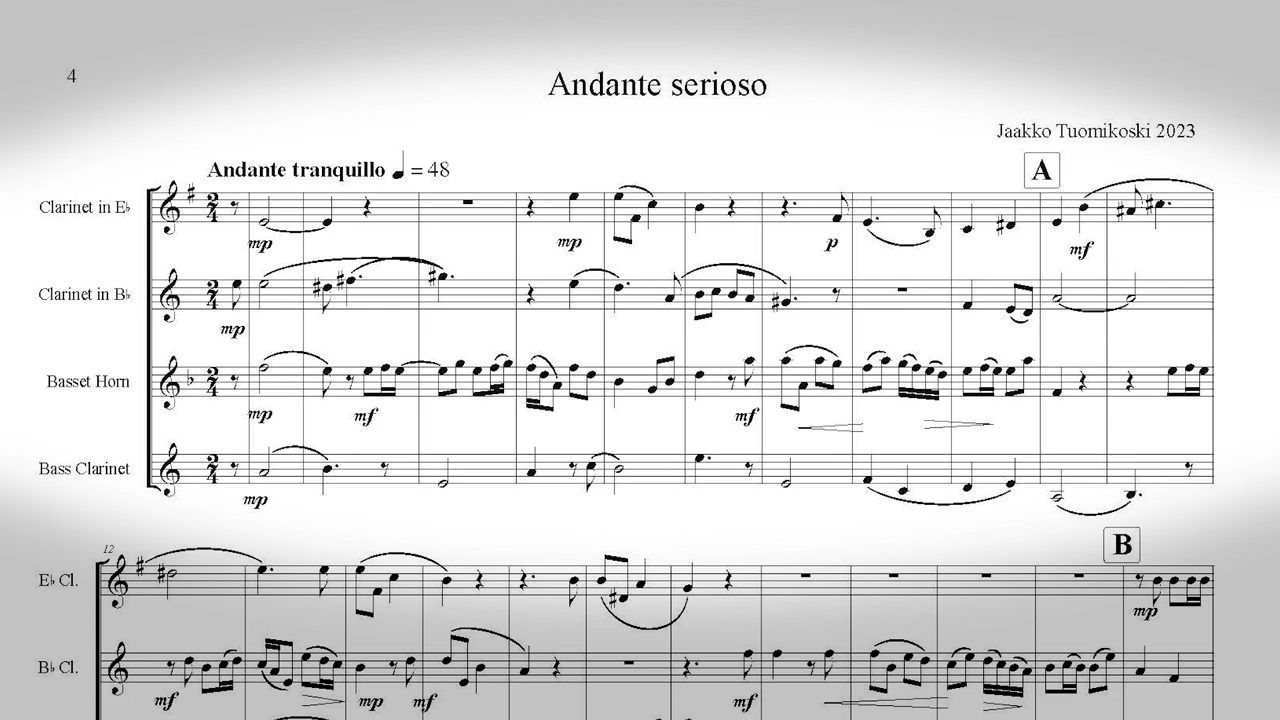 4
Andante serioso
Jaakko Tuomikoski 2023
Andante tranquillo ♩ = 48
A
Clarinet in E♭
mp
mp
p
mf
Clarinet in B♭
mp
Basset Horn
mp
mf
mf
Bass Clarinet
mp
12
B
E♭ Cl.
mp
B♭ Cl.
mf
mp
mf
mf